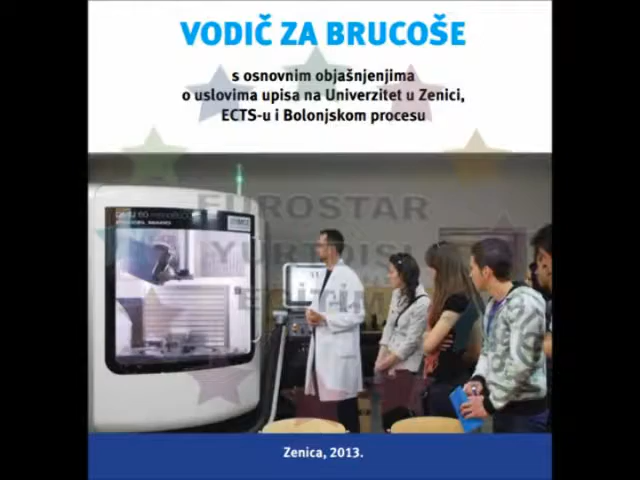 VODIČ ZA BRUCOŠE
s osnovnim objašnjenjima
o uslovima upisa na Univerzitet u Zenici,
ECTS-u i Bolonjskom procesu
EUROSTAR
YURTDIŞI
EĞİTİM
Zenica, 2013.